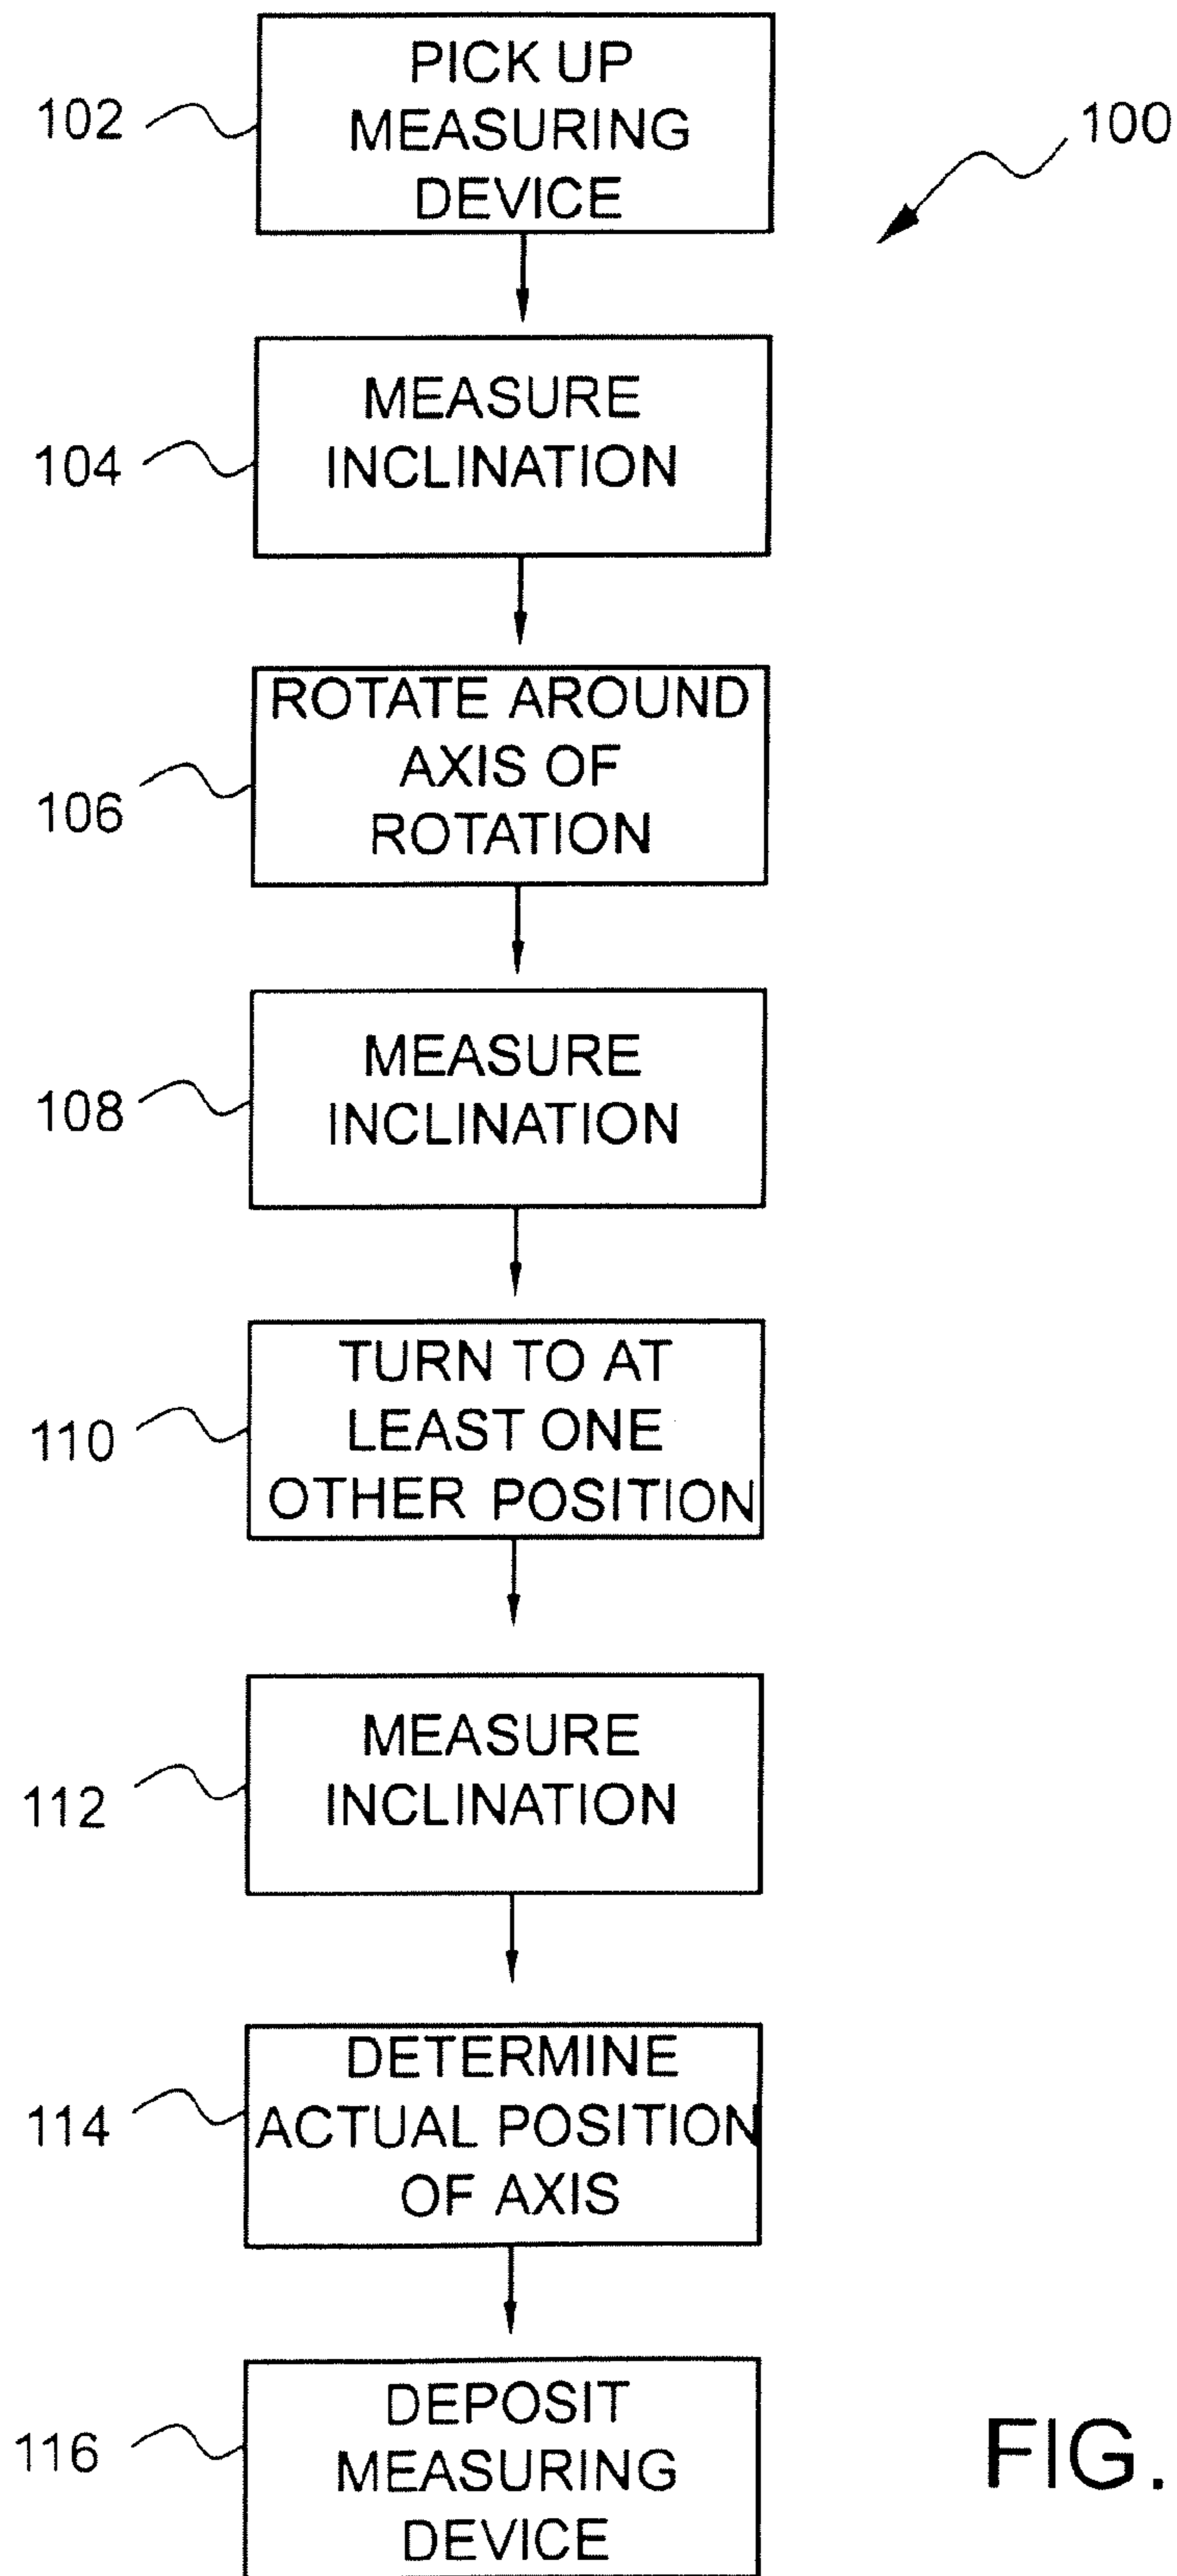 PICK UP
MEASURING
DEVICE
102
100
MEASURE
INCLINATION
104
ROTATE AROUND
AXIS OF
ROTATION
106
MEASURE
INCLINATION
108
TURN TO AT
LEAST ONE
OTHER POSITION
110
MEASURE
INCLINATION
112
DETERMINE
ACTUAL POSITION
OF AXIS
114
DEPOSIT
MEASURING
DEVICE
116
FIG.